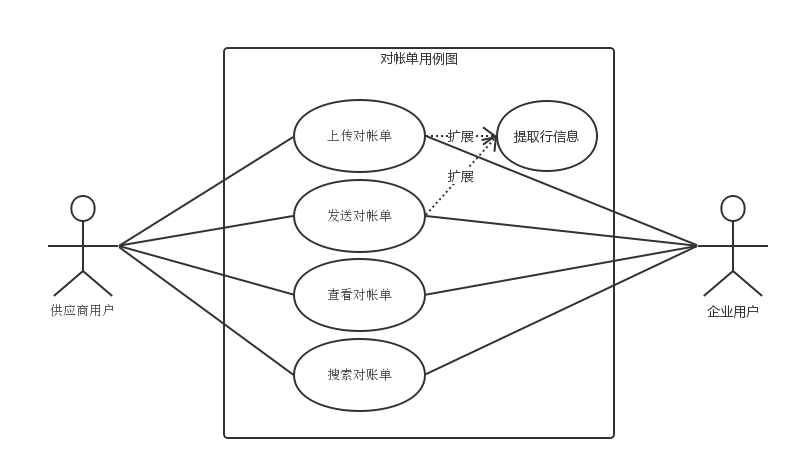 对帐单用例图
上传对帐单
扩展
提取行信息
扩展
发送对帐单
查看对帐单
搜索对账单
供应商用户
企业用户